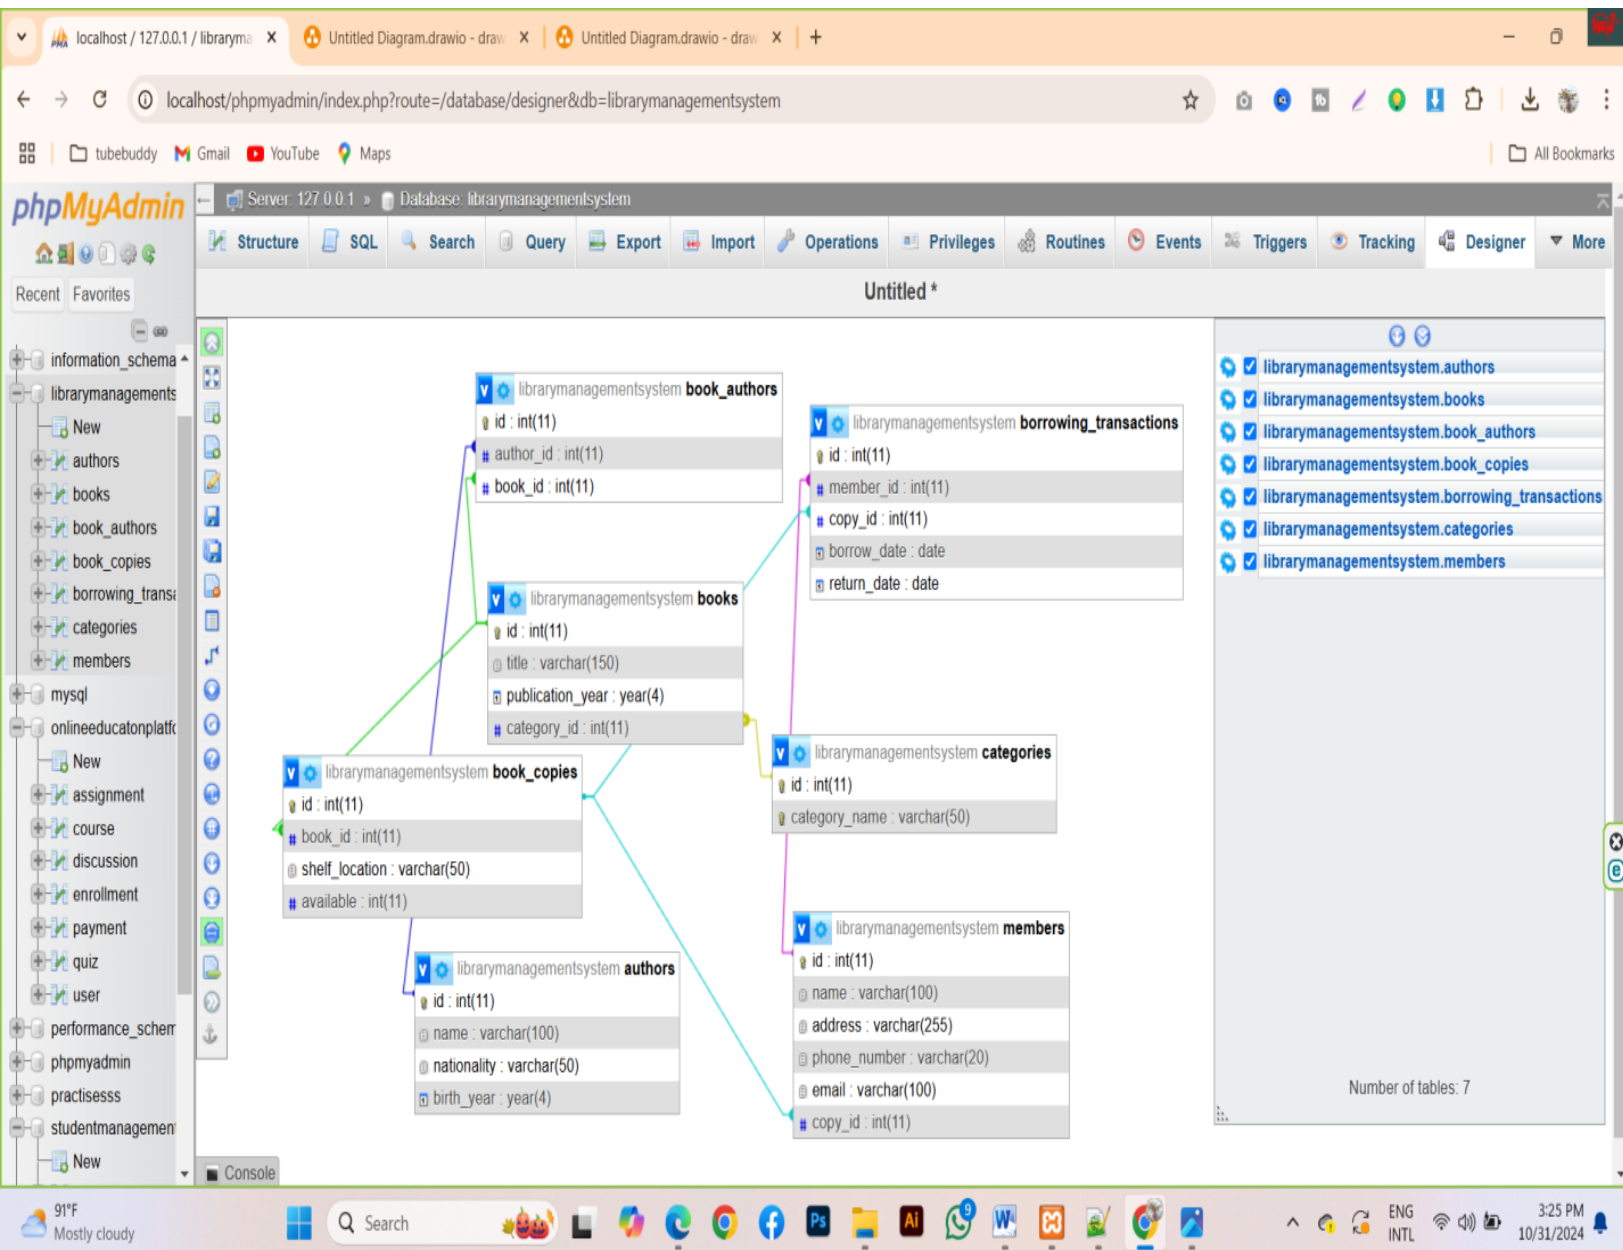 localhost / 127.0.0.1 / libraryma
Untitled Diagram.drawio - draw
Untitled Diagram.drawio - draw
localhost/phpmyadmin/index.php?route=/database/designer&db=librarymanagementsystem
tubebuddy
Gmail
YouTube
Maps
All Bookmarks
phpMyAdmin
Recent
Favorites
information_schema
librarymanagements
New
authors
books
book_authors
book_copies
borrowing_transa
categories
members
mysql
onlineeducatonplatfo
New
assignment
course
discussion
enrollment
payment
quiz
user
performance_schem
phpmyadmin
practisesss
studentmanagement
New
Server: 127.0.0.1 » Database: librarymanagementsystem
Structure
SQL
Search
Query
Export
Import
Operations
Privileges
Routines
Events
Triggers
Tracking
Designer
More
Untitled *
librarymanagementsystem book_authors
id : int(11)
author_id : int(11)
book_id : int(11)
librarymanagementsystem borrowing_transactions
id : int(11)
member_id : int(11)
copy_id : int(11)
borrow_date : date
return_date : date
librarymanagementsystem books
id : int(11)
title : varchar(150)
publication_year : year(4)
category_id : int(11)
librarymanagementsystem categories
id : int(11)
category_name : varchar(50)
librarymanagementsystem book_copies
id : int(11)
book_id : int(11)
shelf_location : varchar(50)
available : int(11)
librarymanagementsystem authors
id : int(11)
name : varchar(100)
nationality : varchar(50)
birth_year : year(4)
librarymanagementsystem members
id : int(11)
name : varchar(100)
address : varchar(255)
phone_number : varchar(20)
email : varchar(100)
copy_id : int(11)
librarymanagementsystem.authors
librarymanagementsystem.books
librarymanagementsystem.book_authors
librarymanagementsystem.book_copies
librarymanagementsystem.borrowing_transactions
librarymanagementsystem.categories
librarymanagementsystem.members
Number of tables: 7
Console
91°F
Mostly cloudy
Search
Ps
Ai
9
ENG
INTL
3:25 PM
10/31/2024